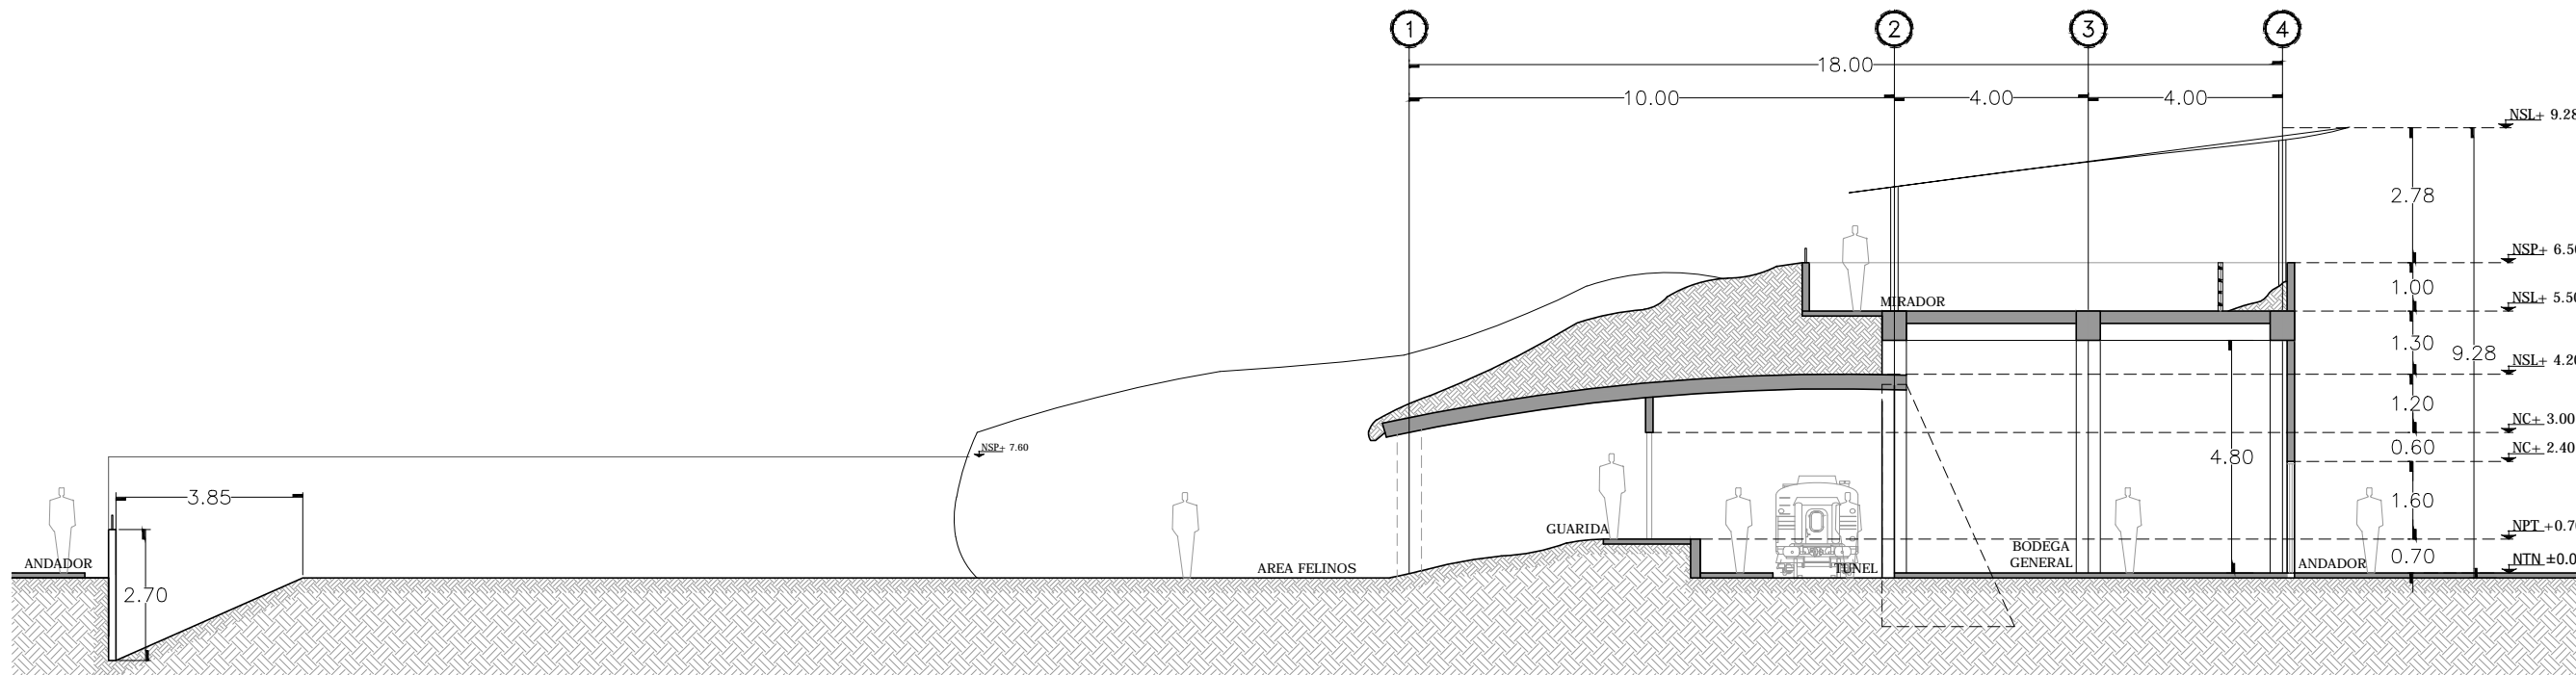 1 2 3 4
18.00
10.00 4.00 4.00
NSL+ 9.28
2.78
NSP+ 6.50
1.00
MIRADOR
NSL+ 5.50
1.30
9.28
NSL+ 4.20
1.20
NC+ 3.00
0.60
NC+ 2.40
NSP+ 7.60
4.80
3.85
1.60
GUARIDA
NPT +0.70
BODEGA
GENERAL
0.70
ANDADOR
AREA FELINOS
TUNEL
ANDADOR
NTN ±0.0
2.70